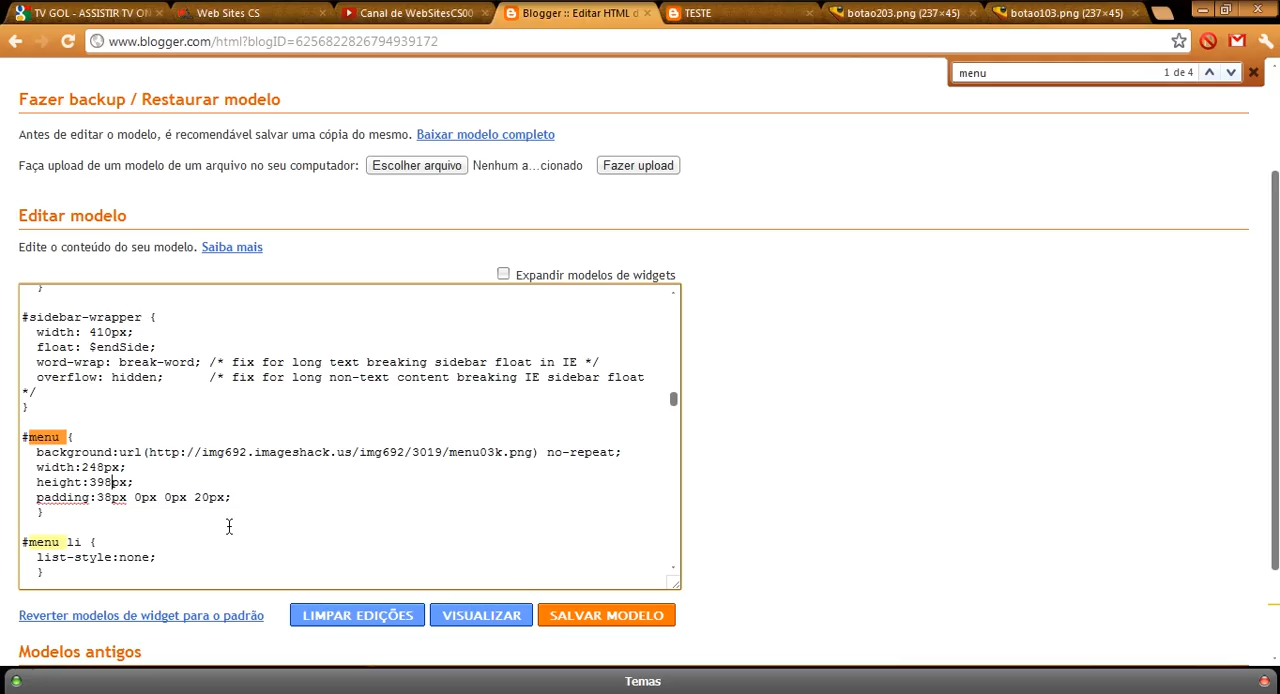 TV GOL - ASSISTIR TV ON
Web Sites CS
Canal de WebSitesCS00
Blogger :: Editar HTML d
TESTE
botao203.png (237×45)
botao103.png (237×45)
www.blogger.com/html?blogID=6256822826794939172
menu
1 de 4
Fazer backup / Restaurar modelo
Antes de editar o modelo, é recomendável salvar uma cópia do mesmo. Baixar modelo completo
Faça upload de um modelo de um arquivo no seu computador: Escolher arquivo Nenhum a...cionado Fazer upload
Editar modelo
Edite o conteúdo do seu modelo. Saiba mais
Expandir modelos de widgets
}
#sidebar-wrapper {
width: 410px;
float: $endSide;
word-wrap: break-word; /* fix for long text breaking sidebar float in IE */
overflow: hidden; /* fix for long non-text content breaking IE sidebar float
*/
}
#menu {
background:url(http://img692.imageshack.us/img692/3019/menu03k.png) no-repeat;
width:248px;
height:398px;
padding:38px 0px 0px 20px;
}
#menu li {
list-style:none;
}
Reverter modelos de widget para o padrão LIMPAR EDIÇÕES VISUALIZAR SALVAR MODELO
Modelos antigos
Temas